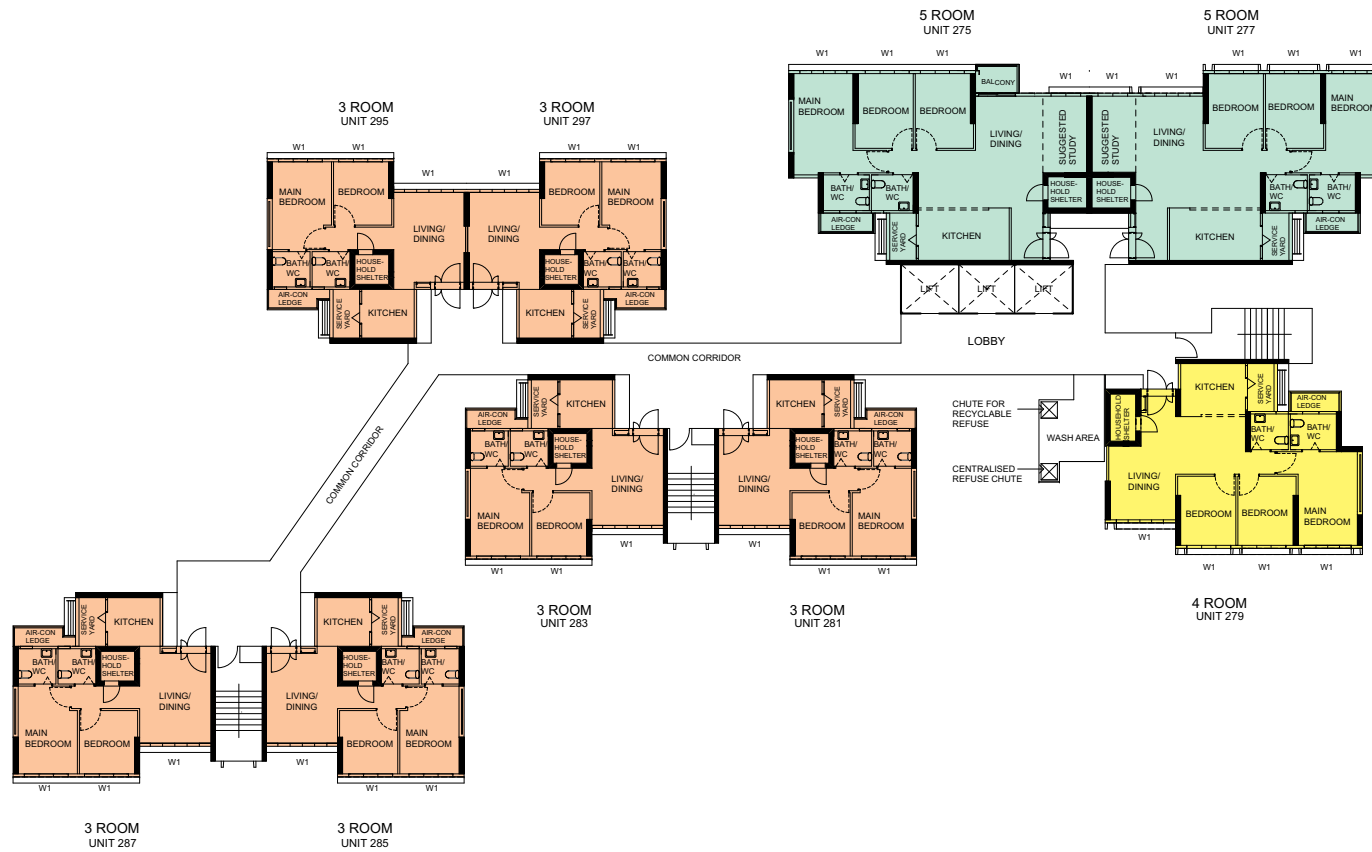 5 ROOM
UNIT 275
5 ROOM
UNIT 277
W1
W1
W1
BALCONY
W1
W1
W1
W1
W1
W1
MAIN
BEDROOM
BEDROOM
BEDROOM
LIVING/
DINING
SUGGESTED
STUDY
SUGGESTED
STUDY
LIVING/
DINING
BEDROOM
BEDROOM
MAIN
BEDROOM
BATH/
WC
BATH/
WC
HOUSE-
HOLD
SHELTER
HOUSE-
HOLD
SHELTER
BATH/
WC
BATH/
WC
AIR-CON
LEDGE
SERVICE
YARD
KITCHEN
KITCHEN
SERVICE
YARD
AIR-CON
LEDGE
LIFT
LIFT
LIFT
LOBBY
3 ROOM
UNIT 295
3 ROOM
UNIT 297
W1
W1
W1
W1
W1
W1
MAIN
BEDROOM
BEDROOM
LIVING/
DINING
LIVING/
DINING
BEDROOM
MAIN
BEDROOM
BATH/
WC
BATH/
WC
HOUSE-
HOLD
SHELTER
HOUSE-
HOLD
SHELTER
BATH/
WC
BATH/
WC
AIR-CON
LEDGE
SERVICE
YARD
KITCHEN
KITCHEN
SERVICE
YARD
AIR-CON
LEDGE
COMMON CORRIDOR
COMMON CORRIDOR
AIR-CON
LEDGE
SERVICE
YARD
KITCHEN
KITCHEN
SERVICE
YARD
AIR-CON
LEDGE
BATH/
WC
BATH/
WC
HOUSE-
HOLD
SHELTER
HOUSE-
HOLD
SHELTER
BATH/
WC
BATH/
WC
LIVING/
DINING
LIVING/
DINING
MAIN
BEDROOM
BEDROOM
BEDROOM
MAIN
BEDROOM
W1
W1
W1
W1
W1
W1
3 ROOM
UNIT 283
3 ROOM
UNIT 281
CHUTE FOR
RECYCLABLE
REFUSE
WASH AREA
CENTRALISED
REFUSE CHUTE
KITCHEN
SERVICE
YARD
AIR-CON
LEDGE
HOUSEHOLD
SHELTER
BATH/
WC
BATH/
WC
LIVING/
DINING
BEDROOM
BEDROOM
MAIN
BEDROOM
W1
W1
W1
W1
4 ROOM
UNIT 279
AIR-CON
LEDGE
SERVICE
YARD
KITCHEN
KITCHEN
SERVICE
YARD
AIR-CON
LEDGE
BATH/
WC
BATH/
WC
HOUSE-
HOLD
SHELTER
HOUSE-
HOLD
SHELTER
BATH/
WC
BATH/
WC
LIVING/
DINING
LIVING/
DINING
MAIN
BEDROOM
BEDROOM
BEDROOM
MAIN
BEDROOM
W1
W1
W1
W1
W1
W1
3 ROOM
UNIT 287
3 ROOM
UNIT 285